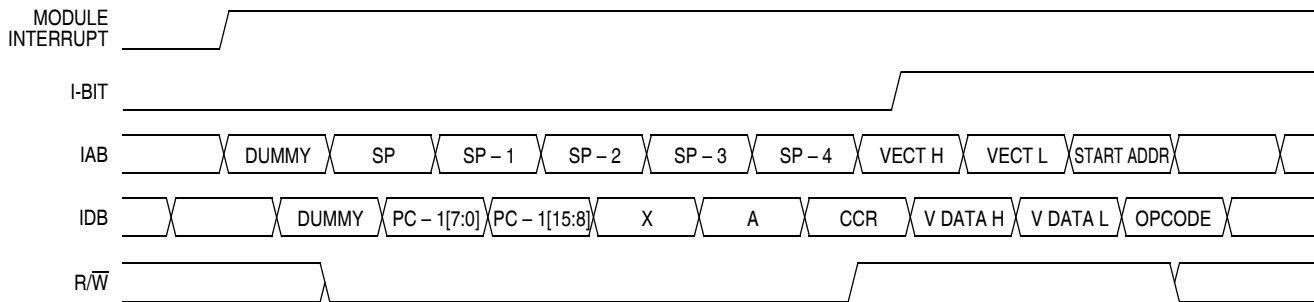 MODULE
INTERRUPT
I-BIT
IAB DUMMY SP SP – 1 SP – 2 SP – 3 SP – 4 VECT H VECT L START ADDR
IDB DUMMY PC – 1[7:0] PC – 1[15:8] X A CCR V DATA H V DATA L OPCODE
R/W̅